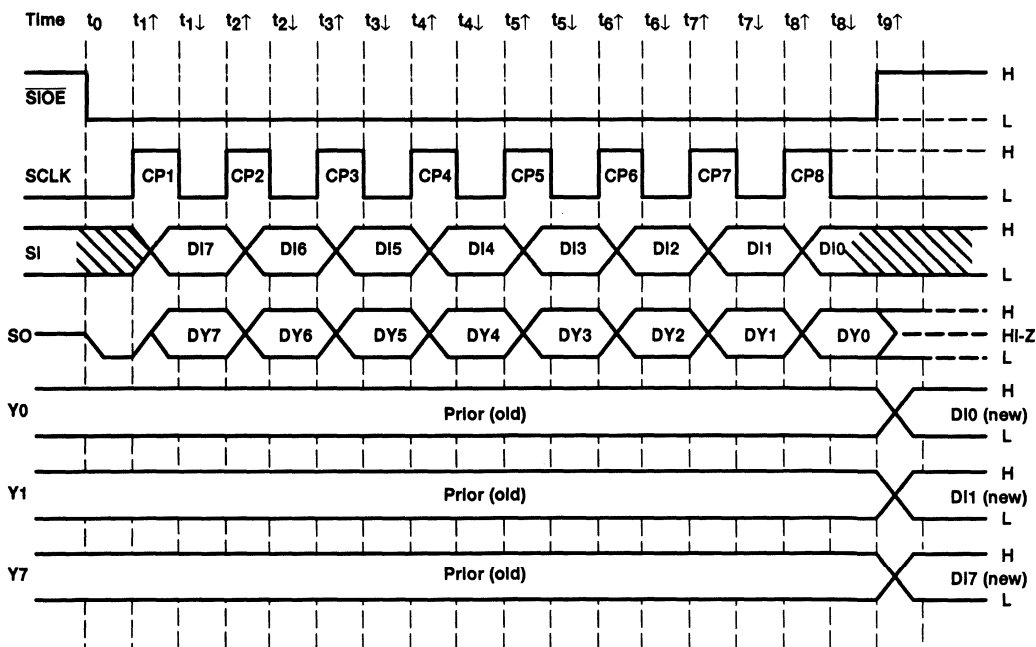 Time t0 t1↑ t1↓ t2↑ t2↓ t3↑ t3↓ t4↑ t4↓ t5↑ t5↓ t6↑ t6↓ t7↑ t7↓ t8↑ t8↓ t9↑
H
SIOE
L
H
SCLK CP1 CP2 CP3 CP4 CP5 CP6 CP7 CP8
L
H
SI DI7 DI6 DI5 DI4 DI3 DI2 DI1 DI0
L
H
SO DY7 DY6 DY5 DY4 DY3 DY2 DY1 DY0 HI-Z
L
H
Y0 Prior (old) DI0 (new)
L
H
Y1 Prior (old) DI1 (new)
L
H
Y7 Prior (old) DI7 (new)
L